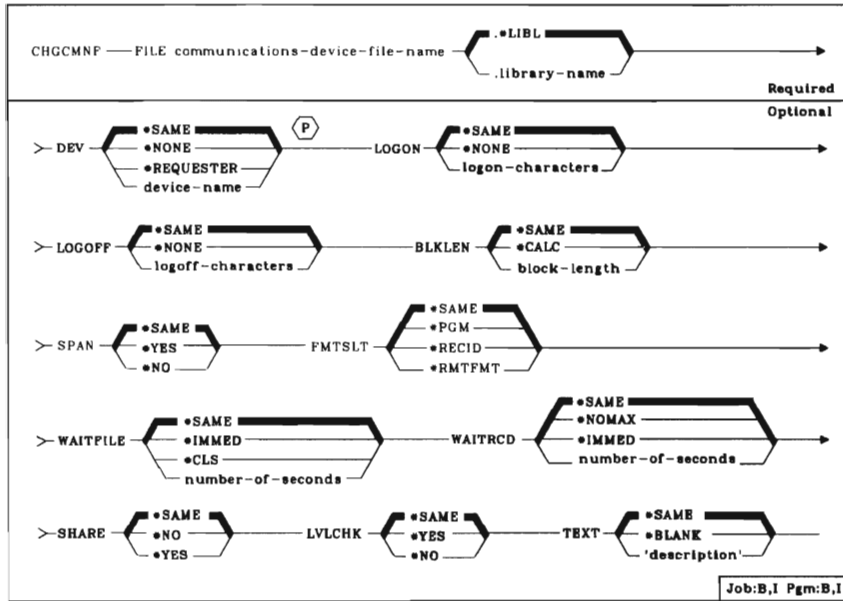 .*LIBL
CHGCMNF FILE communications-device-file-name
.library-name
Required
Optional
*SAME P *SAME
DEV *NONE LOGON *NONE
*REQUESTER logon-characters
device-name
*SAME *SAME
LOGOFF *NONE BLKLEN *CALC
logoff-characters block-length
*SAME *SAME
SPAN *YES FMTSLT *PGM
*NO *RECID
*RMTFMT
*SAME *SAME
WAITFILE *IMMED WAITRCD *NOMAX
*CLS *IMMED
number-of-seconds number-of-seconds
*SAME *SAME *SAME
SHARE *NO LVLCHK *YES TEXT *BLANK
*YES *NO 'description'
Job:B,I Pgm:B,I